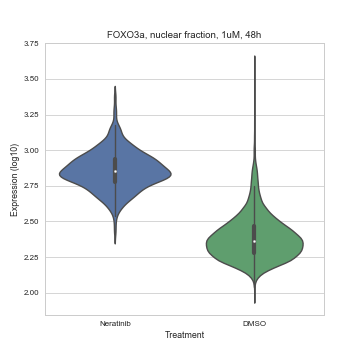 FOXO3a, nuclear fraction, 1uM, 48h
3.75
3.50
3.25
3.00
2.75
2.50
2.25
2.00
Expression (log10)
Neratinib
DMSO
Treatment